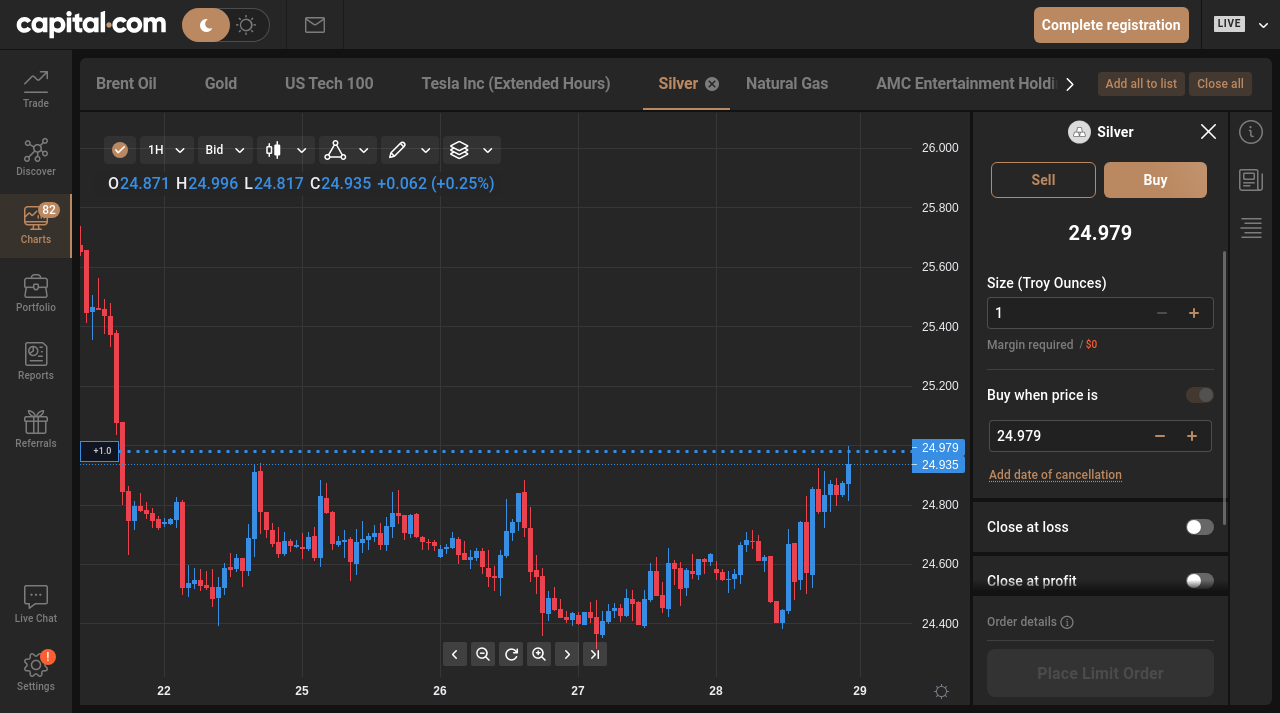 capital.com
Complete registration
LIVE
Trade
Discover
82
Charts
Portfolio
Reports
Referrals
Live Chat
!
Settings
Brent Oil
Gold
US Tech 100
Tesla Inc (Extended Hours)
Silver
Natural Gas
AMC Entertainment Holdi
Add all to list
Close all
1H
Bid
O24.871 H24.996 L24.817 C24.935 +0.062 (+0.25%)
26.000
25.800
25.600
25.400
25.200
+1.0
24.979
24.935
24.800
24.600
24.400
22
25
26
27
28
29
Silver
Sell
Buy
24.979
Size (Troy Ounces)
1
Margin required / $0
Buy when price is
24.979
Add date of cancellation
Close at loss
Close at profit
Order details
Place Limit Order